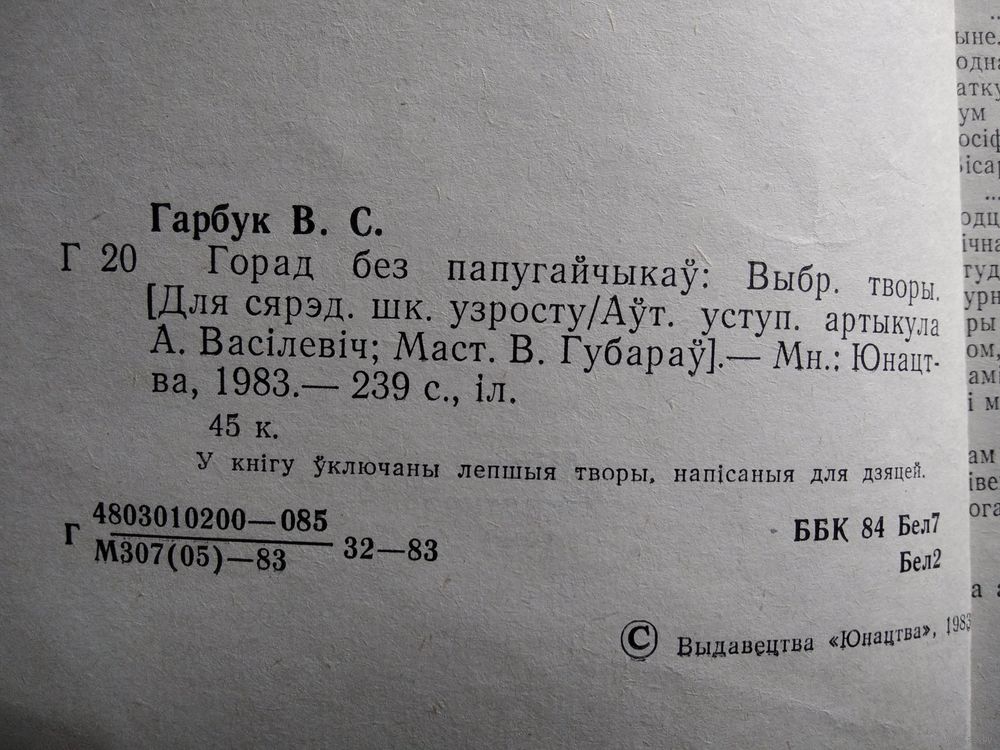 Гарбук В. С.
Г 20 Горад без папугайчыкаў: Выбр. творы.
[Для сярэд. шк. узросту/Аўт. уступ. артыкула
А. Васілевіч; Маст. В. Губараў].— Мн.: Юнацт-
ва, 1983.— 239 с., іл.
45 к.
У кнігу ўключаны лепшыя творы, напісаныя для дзяцей.
Г 4803010200—085
М307(05)—83 32—83
ББК 84 Бел7
Бел2
© Выдавецтва «Юнацтва», 1983